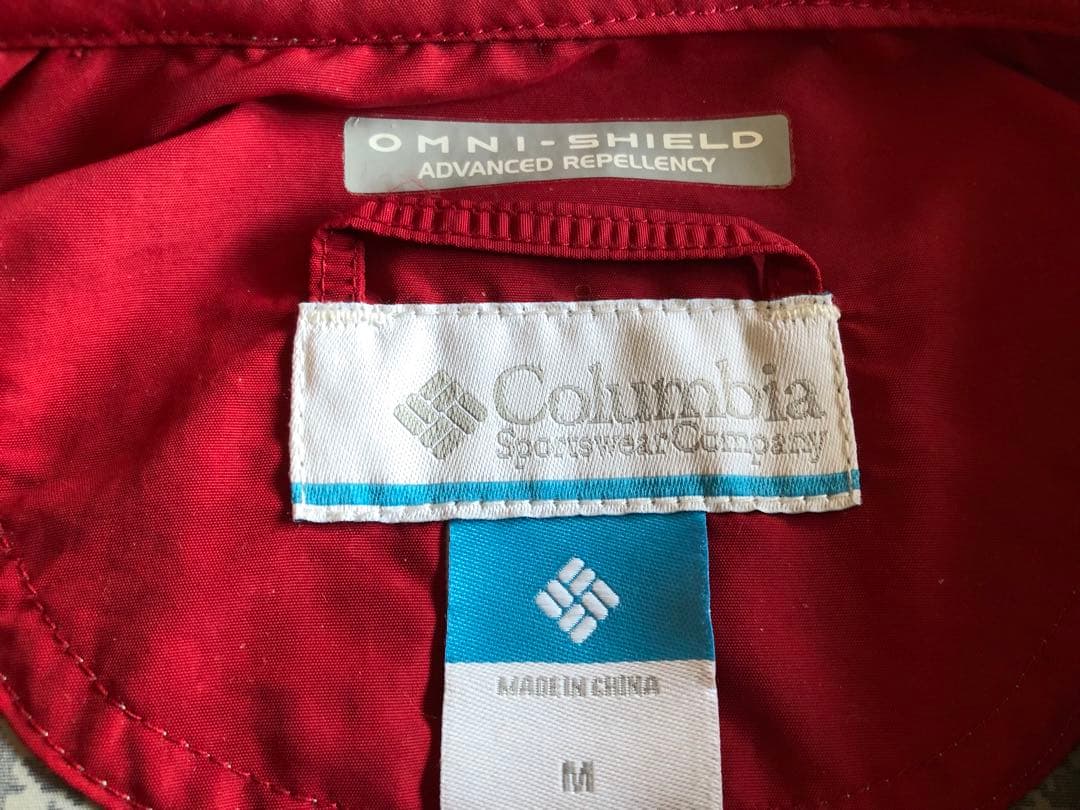 OMNI-SHIELD
ADVANCED REPELLENCY
Columbia
Sportswear Company
MADE IN CHINA
M